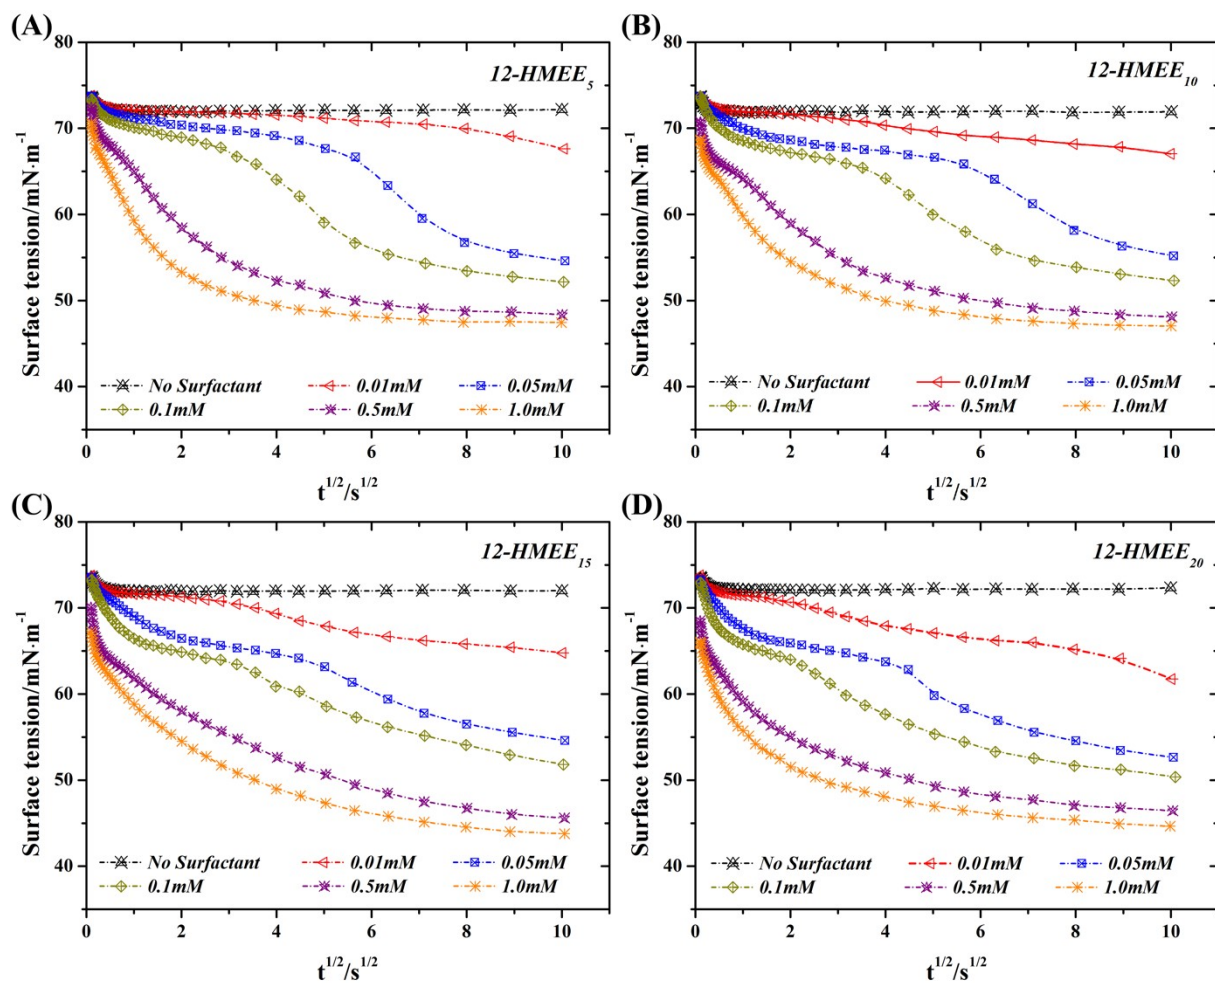 (A)
12-HMEE5
Surface tension/mN·m-1
80
70
60
50
40
No Surfactant 0.01mM 0.05mM
0.1mM 0.5mM 1.0mM
0 2 4 6 8 10
t1/2/s1/2
(B)
12-HMEE10
Surface tension/mN·m-1
80
70
60
50
40
No Surfactant 0.01mM 0.05mM
0.1mM 0.5mM 1.0mM
0 2 4 6 8 10
t1/2/s1/2
(C)
12-HMEE15
Surface tension/mN·m-1
80
70
60
50
40
No Surfactant 0.01mM 0.05mM
0.1mM 0.5mM 1.0mM
0 2 4 6 8 10
t1/2/s1/2
(D)
12-HMEE20
Surface tension/mN·m-1
80
70
60
50
40
No Surfactant 0.01mM 0.05mM
0.1mM 0.5mM 1.0mM
0 2 4 6 8 10
t1/2/s1/2